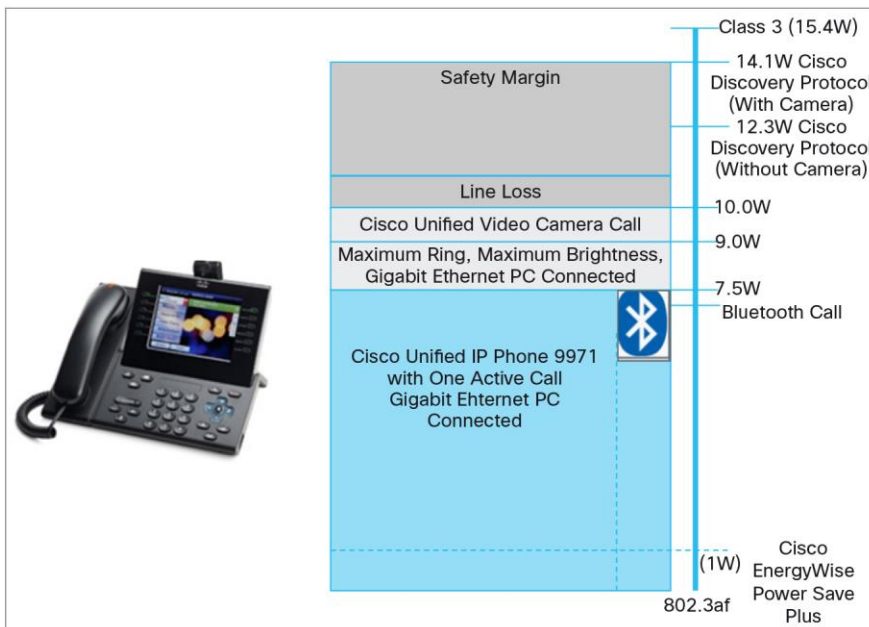 Class 3 (15.4W)
Safety Margin
14.1W Cisco
Discovery Protocol
(With Camera)
12.3W Cisco
Discovery Protocol
(Without Camera)
Line Loss
10.0W
Cisco Unified Video Camera Call
9.0W
Maximum Ring, Maximum Brightness,
Gigabit Ethernet PC Connected
7.5W
Bluetooth Call
Cisco Unified IP Phone 9971
with One Active Call
Gigabit Ehternet PC
Connected
(1W)
Cisco
EnergyWise
Power Save
Plus
802.3af